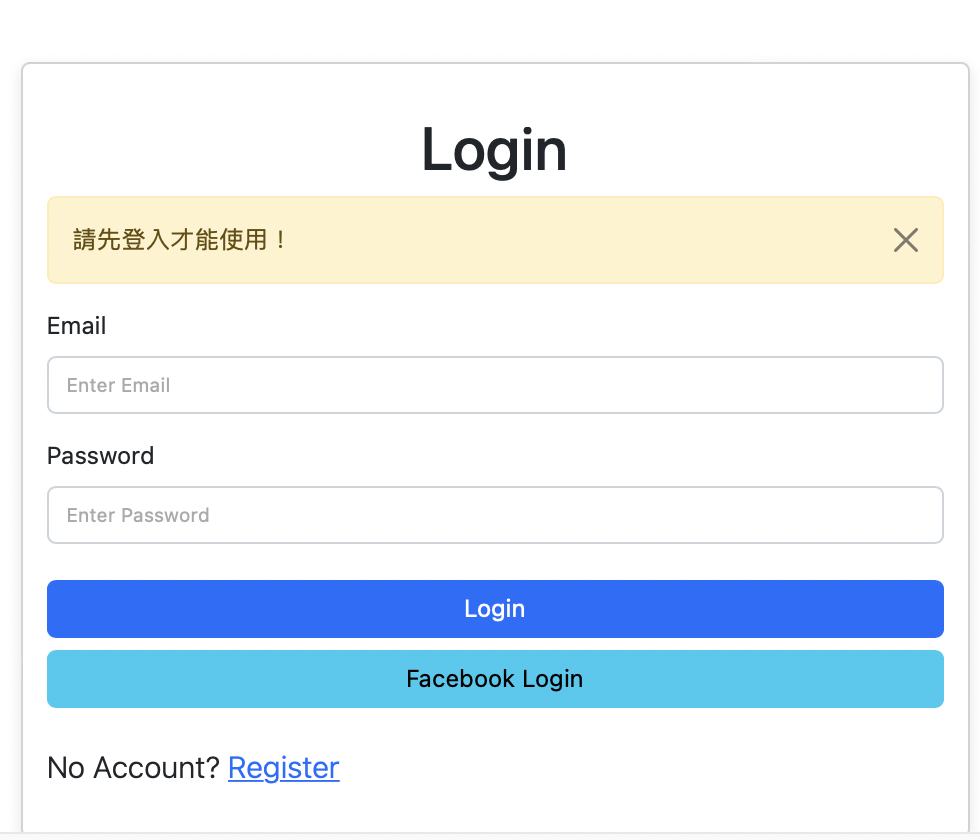 Login
請先登入才能使用！
Email
Enter Email
Password
Enter Password
Login
Facebook Login
No Account? Register